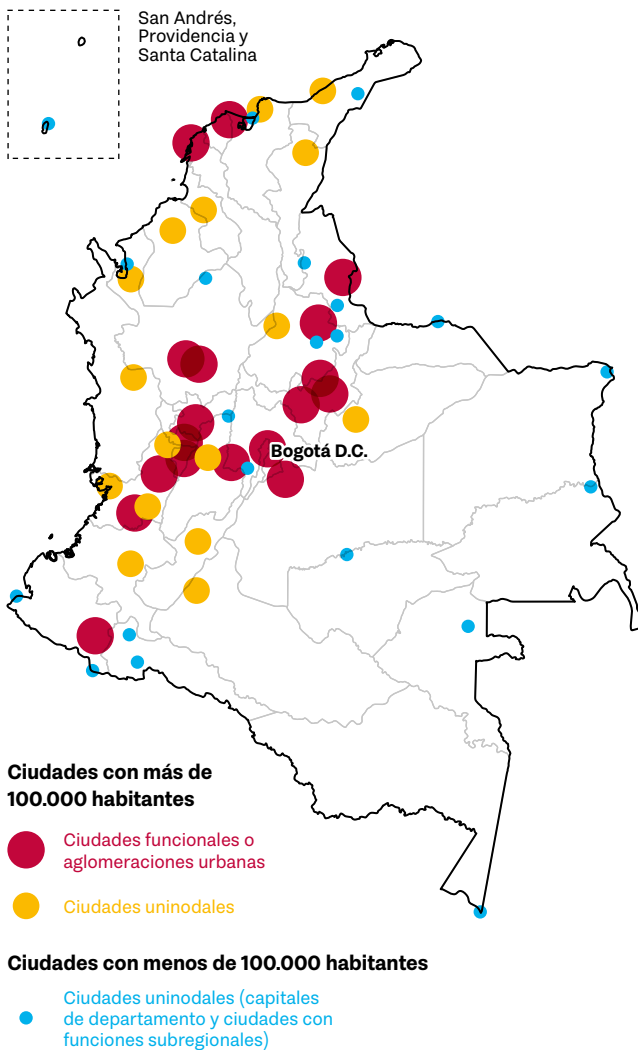 San Andrés,
Providencia y
Santa Catalina
Bogotá D.C.
Ciudades con más de
100.000 habitantes
Ciudades funcionales o
aglomeraciones urbanas
Ciudades uninodales
Ciudades con menos de 100.000 habitantes
Ciudades uninodales (capitales
de departamento y ciudades con
funciones subregionales)